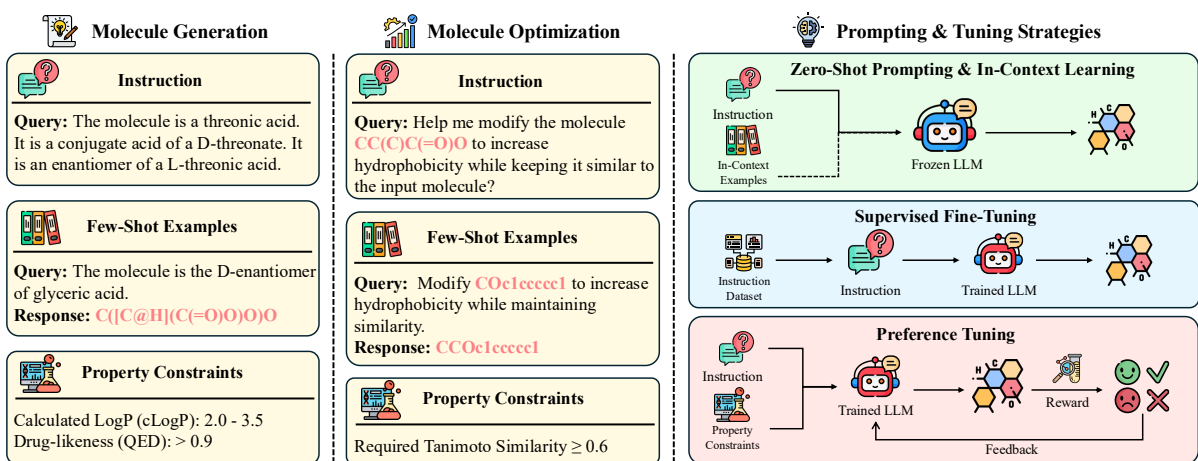 Molecule Generation
Instruction
Query: The molecule is a threonic acid.
It is a conjugate acid of a D-threonate. It
is an enantiomer of a L-threonic acid.
Few-Shot Examples
Query: The molecule is the D-enantiomer
of glyceric acid.
Response: C([C@H](C(=O)O)O)O
Property Constraints
Calculated LogP (cLogP): 2.0 - 3.5
Drug-likeness (QED): > 0.9
Molecule Optimization
Instruction
Query: Help me modify the molecule
CC(C)C(=O)O to increase
hydrophobicity while keeping it similar to
the input molecule?
Few-Shot Examples
Query: Modify COc1ccccc1 to increase
hydrophobicity while maintaining
similarity.
Response: CCOc1ccccc1
Property Constraints
Required Tanimoto Similarity ≥ 0.6
Prompting & Tuning Strategies
Zero-Shot Prompting & In-Context Learning
Instruction
In-Context
Examples
Frozen LLM
H
C
O
Supervised Fine-Tuning
Instruction
Dataset
Instruction
Trained LLM
H
C
O
Preference Tuning
Instruction
Property
Constraints
Trained LLM
H
C
O
Reward
Feedback